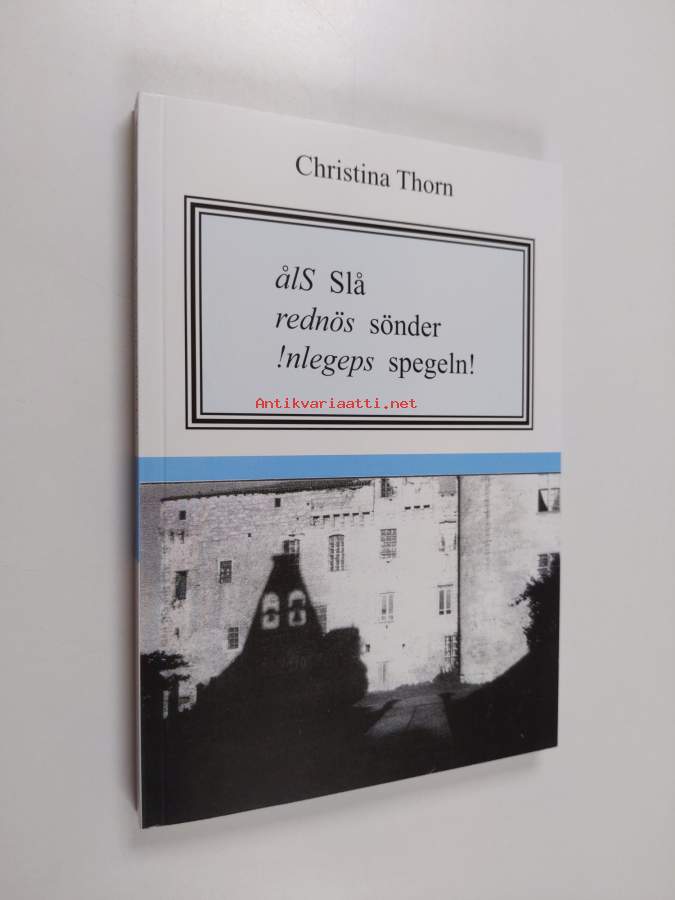 Christina Thorn
ålS Slå
rednös sönder
!nlegeps spegeln!
Antikvariaatti.net